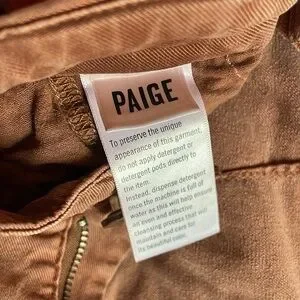 PAIGE
To preserve the unique
appearance of this garment,
do not apply detergent or
detergent pods directly to
the item.
Instead, dispense detergent
once the machine is full of
water as this will help ensure
an even and effective
cleansing process that will
maintain and care for
its beautiful color.